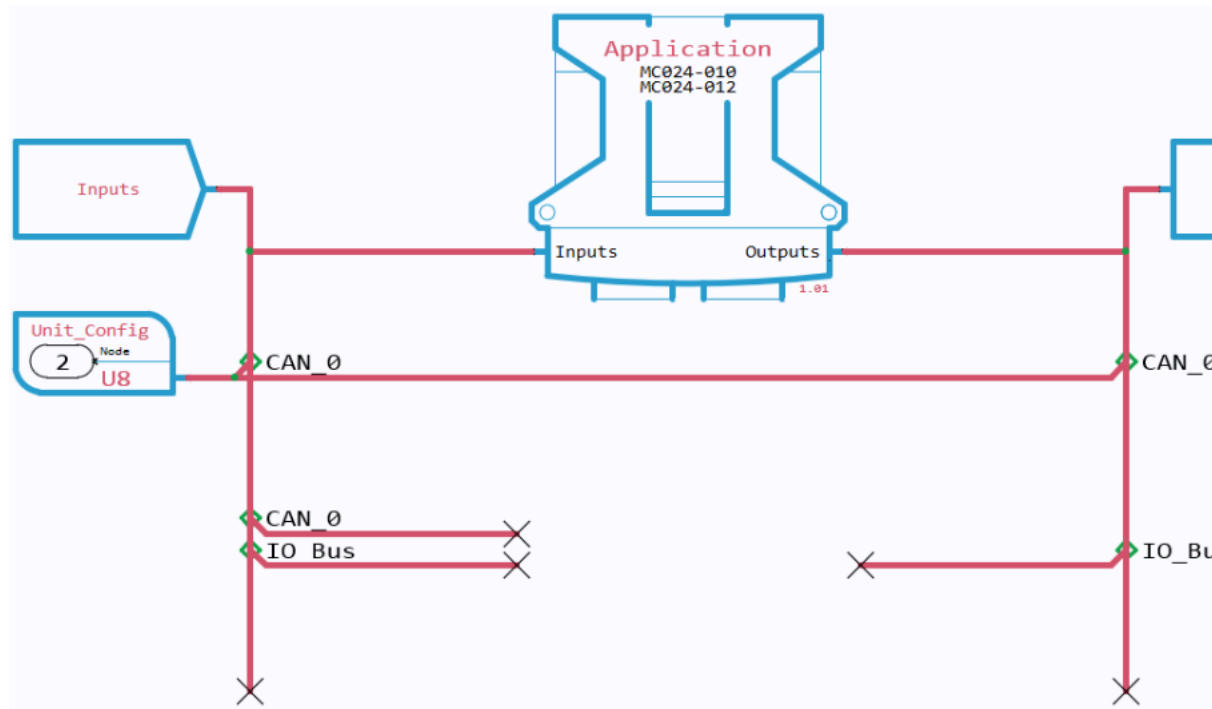 Application
MC024-010
MC024-012
Inputs
Inputs
Outputs
1.01
Unit_Config
Node
2
U8
CAN_0
CAN_0
CAN_0
IO Bus
IO_Bu